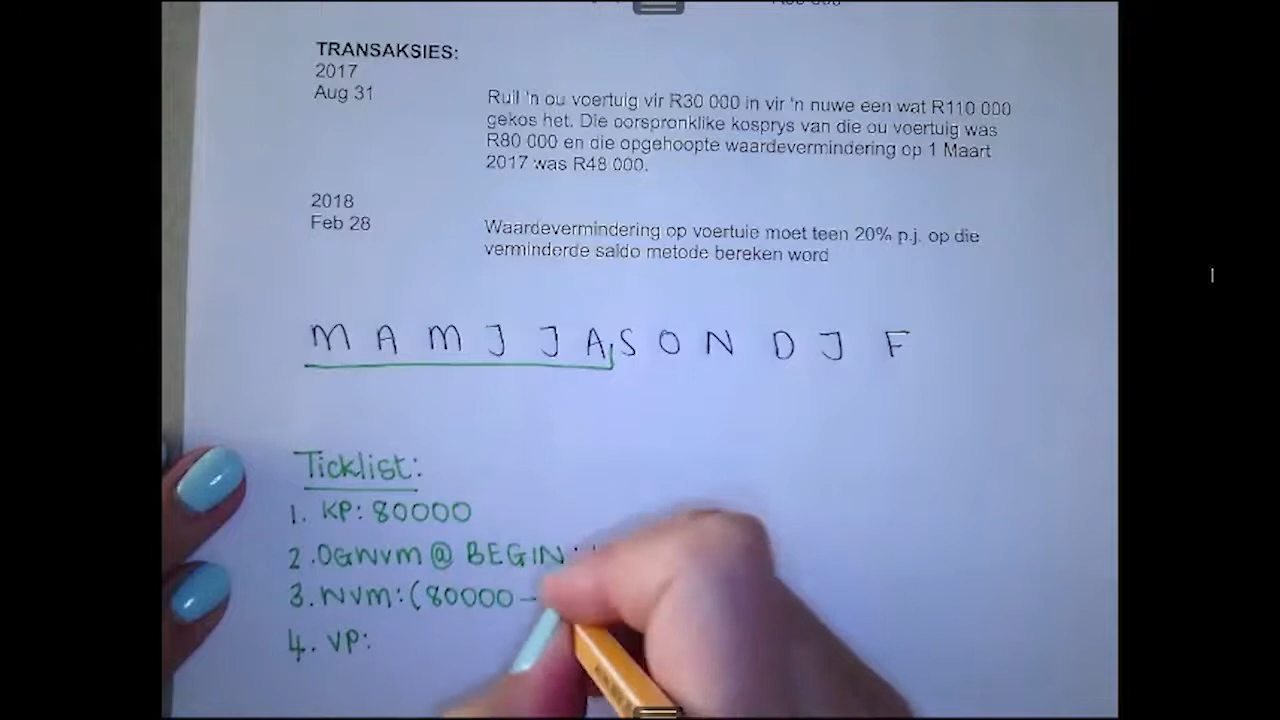 TRANSAKSIES:
2017
Aug 31
Ruil 'n ou voertuig vir R30 000 in vir 'n nuwe een wat R110 000
gekos het. Die oorspronklike kosprys van die ou voertuig was
R80 000 en die opgehoopte waardevermindering op 1 Maart
2017 was R48 000.
2018
Feb 28
Waardevermindering op voertuie moet teen 20% p.j. op die
verminderde saldo metode bereken word
M A M J J A S O N D J F
Ticklist:
1. KP: 80000
2. OGWVM @ BEGIN:
3. WVM: (80000 -
4. VP: